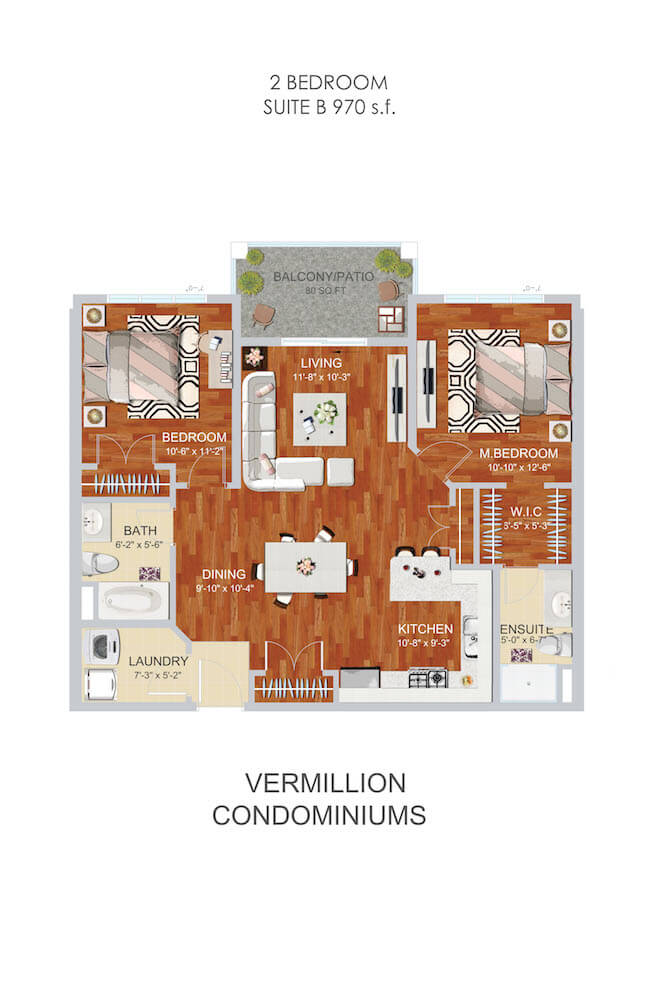 2 BEDROOM
SUITE B 970 s.f.
BALCONY/PATIO
80 SQ.FT
LIVING
11'-8" x 10'-3"
BEDROOM
10'-6" x 11'-2"
M.BEDROOM
10'-10" x 12'-6"
W.I.C
6'-5" x 5'-3"
BATH
6'-2" x 5'-6"
DINING
9'-10" x 10'-4"
KITCHEN
10'-8" x 9'-3"
ENSUITE
5'-0" x 6'-7"
LAUNDRY
7'-3" x 5'-2"
VERMILLION
CONDOMINIUMS